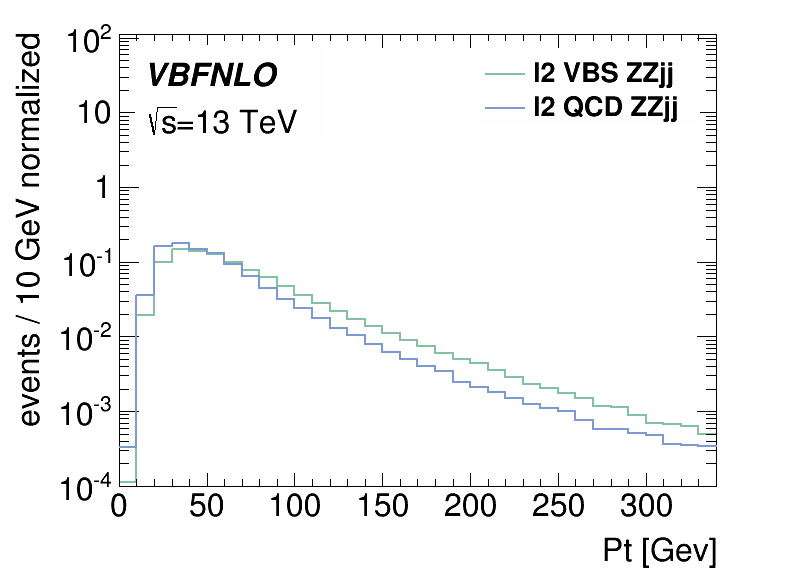 events / 10 GeV normalized
10²
10
1
10⁻¹
10⁻²
10⁻³
10⁻⁴
VBFNLO
√s=13 TeV
l2 VBS ZZjj
l2 QCD ZZjj
0 50 100 150 200 250 300
Pt [Gev]